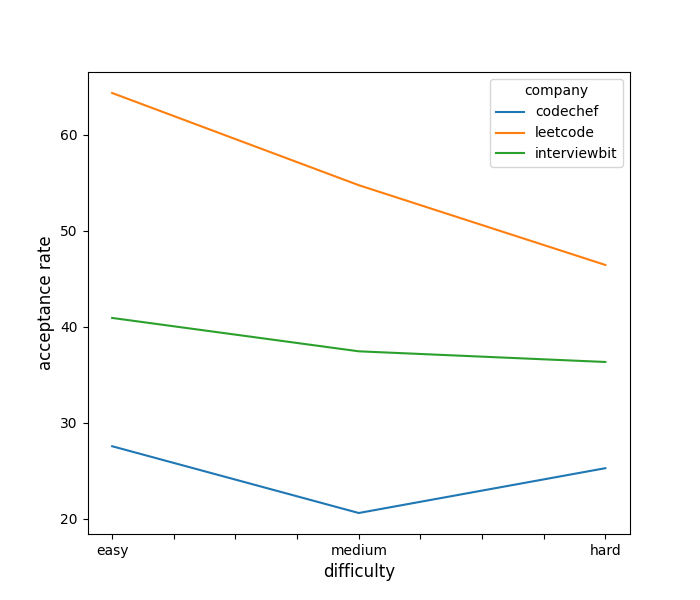 company
codechef
leetcode
interviewbit
acceptance rate
60
50
40
30
20
easy medium hard
difficulty